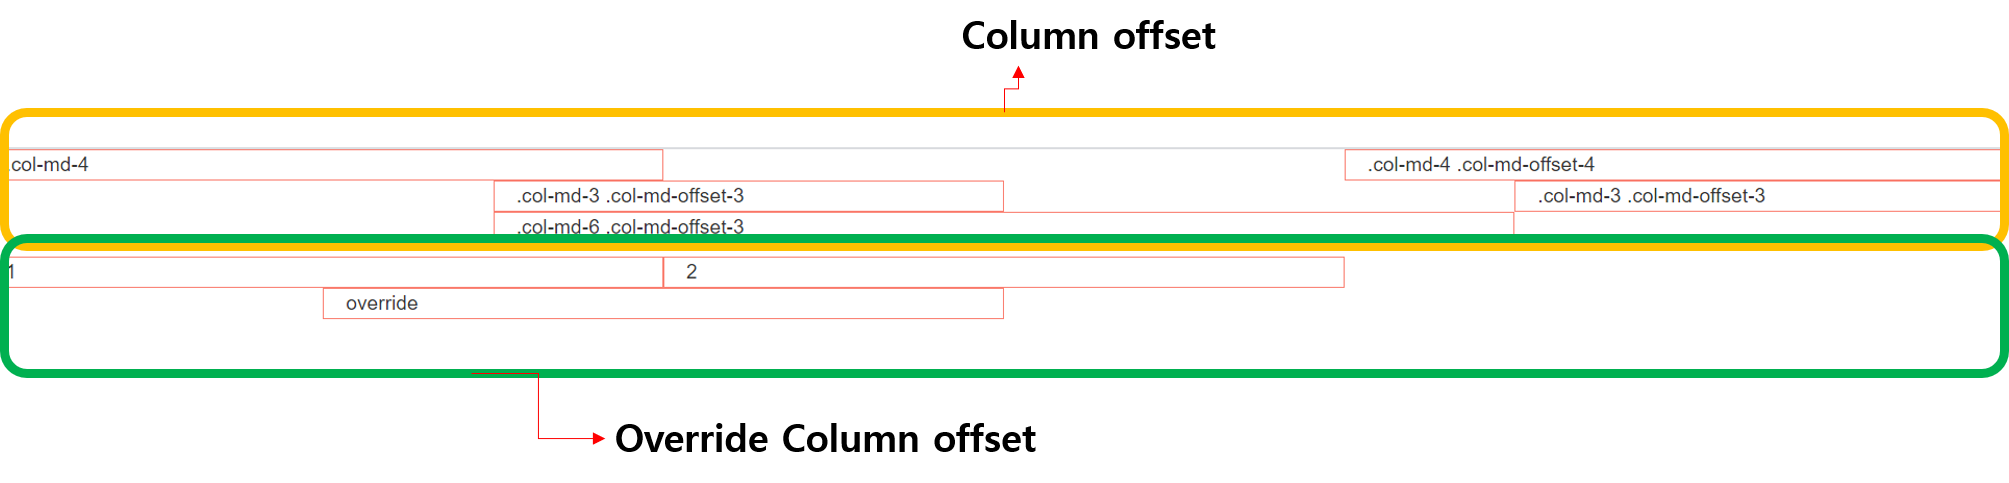 Column offset
.col-md-4 .col-md-4 .col-md-offset-4
.col-md-3 .col-md-offset-3 .col-md-3 .col-md-offset-3
.col-md-6 .col-md-offset-3
1 2
override
Override Column offset